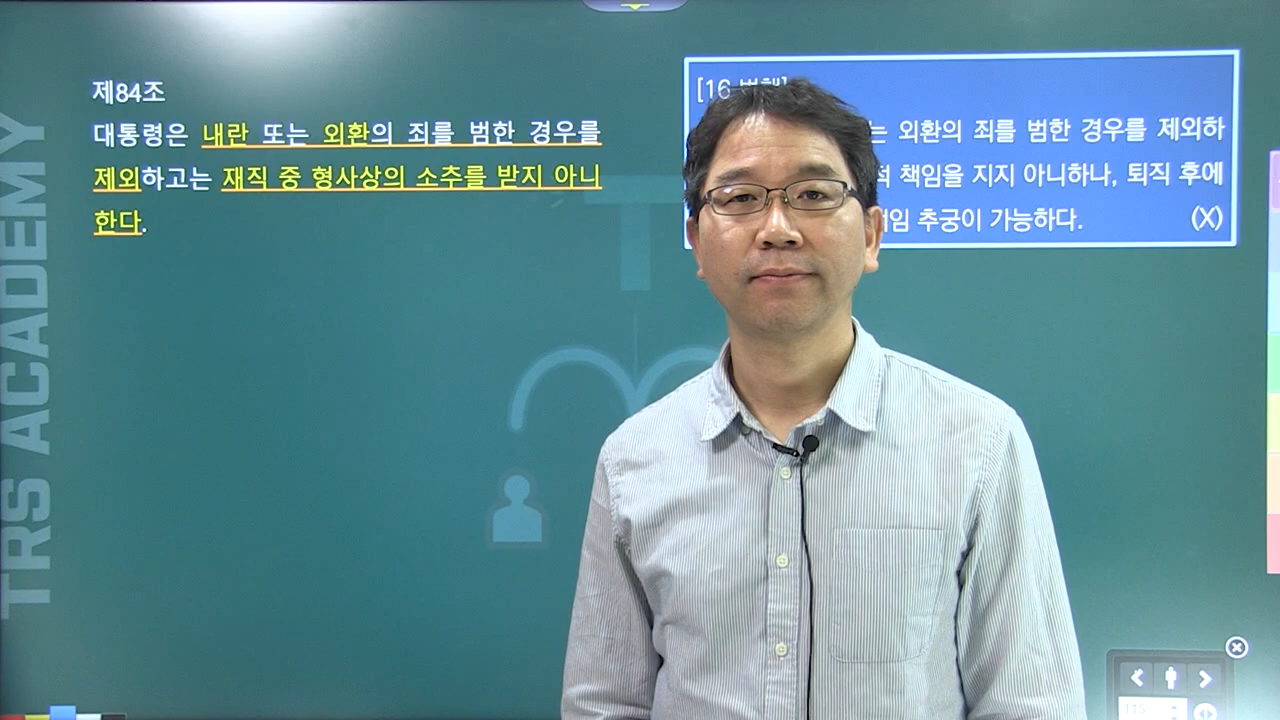 제84조
대통령은 내란 또는 외환의 죄를 범한 경우를
제외하고는 재직 중 형사상의 소추를 받지 아니
한다.
[16
외환의 죄를 범한 경우를 제외하
책임을 지지 아니하나, 퇴직 후에
추궁이 가능하다. (X)
TRS ACADEMY
115